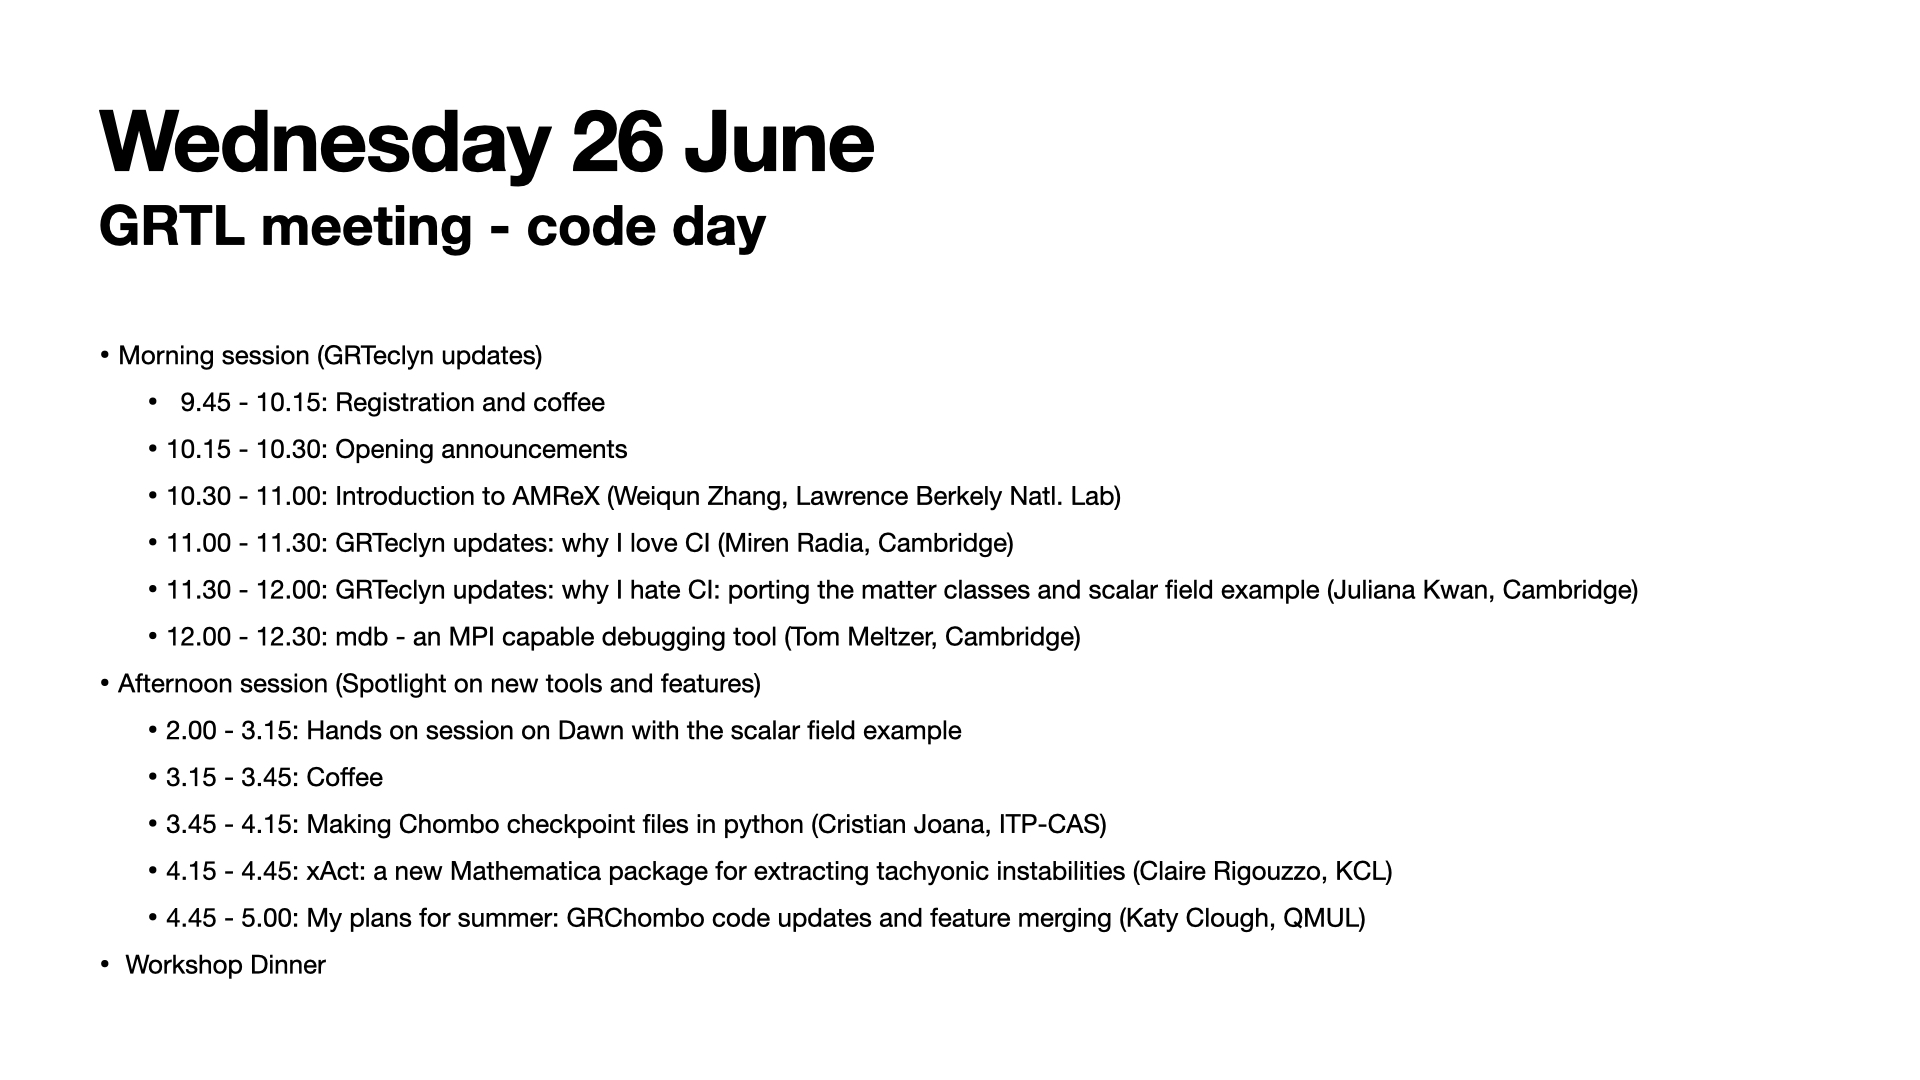 Wednesday 26 June
GRTL meeting - code day
• Morning session (GRTeclyn updates)
• 9.45 - 10.15: Registration and coffee
• 10.15 - 10.30: Opening announcements
• 10.30 - 11.00: Introduction to AMReX (Weiqun Zhang, Lawrence Berkely Natl. Lab)
• 11.00 - 11.30: GRTeclyn updates: why I love CI (Miren Radia, Cambridge)
• 11.30 - 12.00: GRTeclyn updates: why I hate CI: porting the matter classes and scalar field example (Juliana Kwan, Cambridge)
• 12.00 - 12.30: mdb - an MPI capable debugging tool (Tom Meltzer, Cambridge)
• Afternoon session (Spotlight on new tools and features)
• 2.00 - 3.15: Hands on session on Dawn with the scalar field example
• 3.15 - 3.45: Coffee
• 3.45 - 4.15: Making Chombo checkpoint files in python (Cristian Joana, ITP-CAS)
• 4.15 - 4.45: xAct: a new Mathematica package for extracting tachyonic instabilities (Claire Rigouzzo, KCL)
• 4.45 - 5.00: My plans for summer: GRChombo code updates and feature merging (Katy Clough, QMUL)
• Workshop Dinner